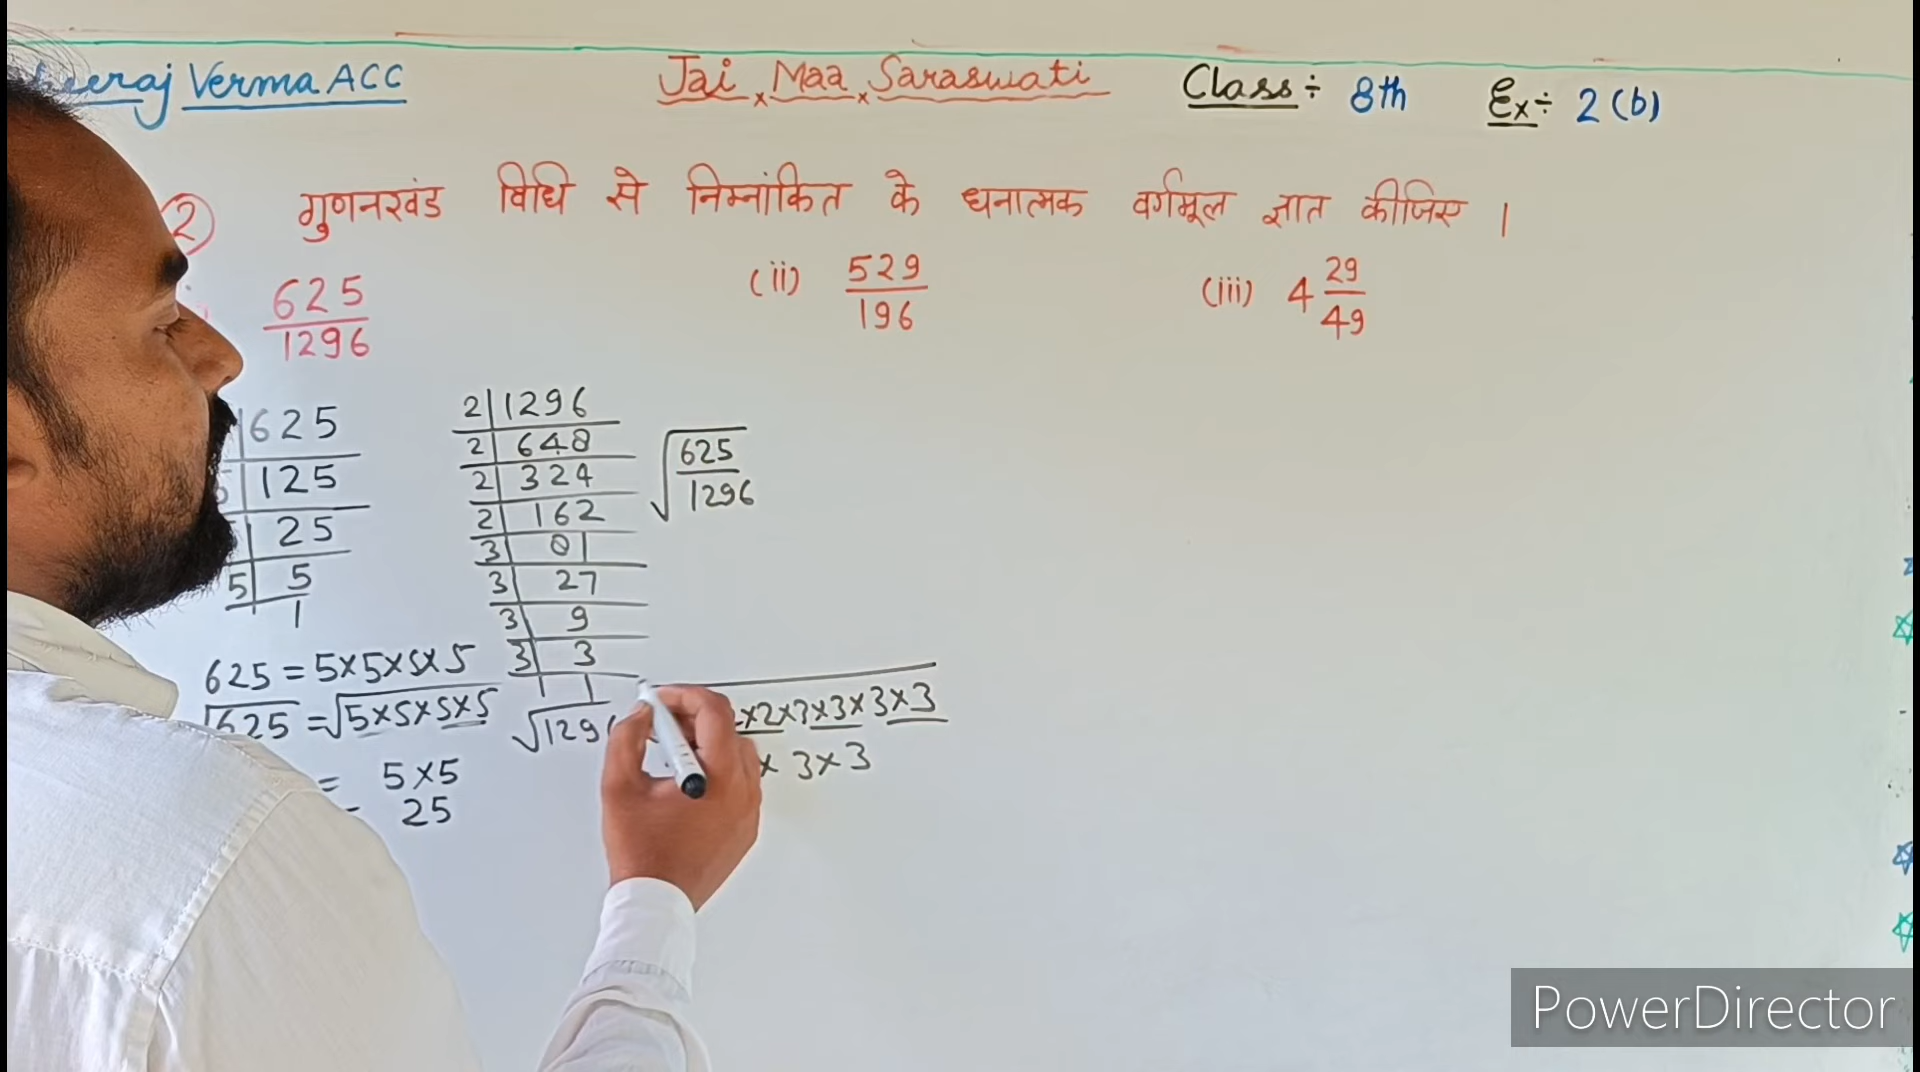 Verma ACC
Jai Maa Saraswati
Class ÷ 8th
Ex ÷ 2 (b)
2 गुणनखंड विधि से निम्नांकित के धनात्मक वर्गमूल ज्ञात कीजिए ।
625/1296
(ii) 529/196
(iii) 4 29/49
625
125
25
5 5
1
2 1296
2 648
2 324
2 162
3 81
3 27
3 9
3 3
1 1
√625/1296
625 = 5×5×5×5
√625 = √5×5×5×5
= 5×5
= 25
√1296
×2×3×3×3×3
× 3×3
PowerDirector